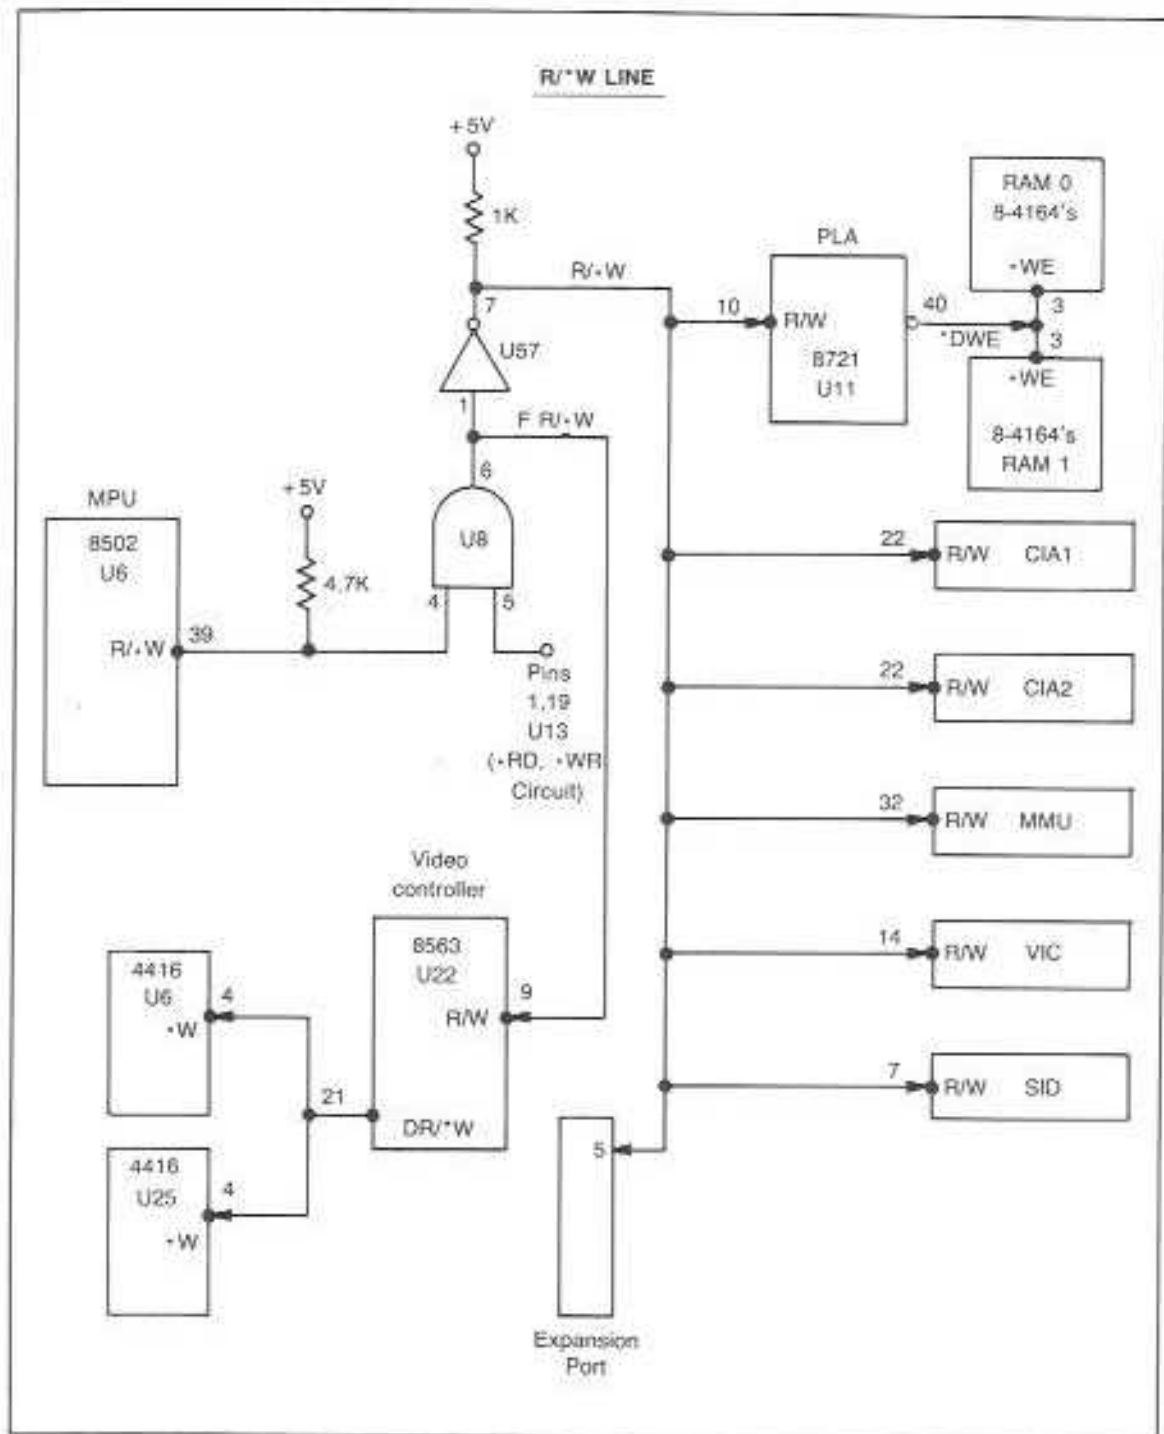 R/*W LINE
+5V
1K
R/*W
7
U57
1
F R/*W
6
U8
4
5
Pins
1,19
U13
(*RD, *WR
Circuit)
MPU
8502
U6
R/*W
39
+5V
4.7K
PLA
10
R/W
8721
U11
40
*DWE
RAM 0
8-4164's
*WE
3
3
*WE
8-4164's
RAM 1
22
R/W CIA1
22
R/W CIA2
32
R/W MMU
14
R/W VIC
7
R/W SID
Video
controller
8563
U22
R/W
9
DR/*W
21
4416
U6
*W
4
4416
U25
*W
4
5
Expansion
Port